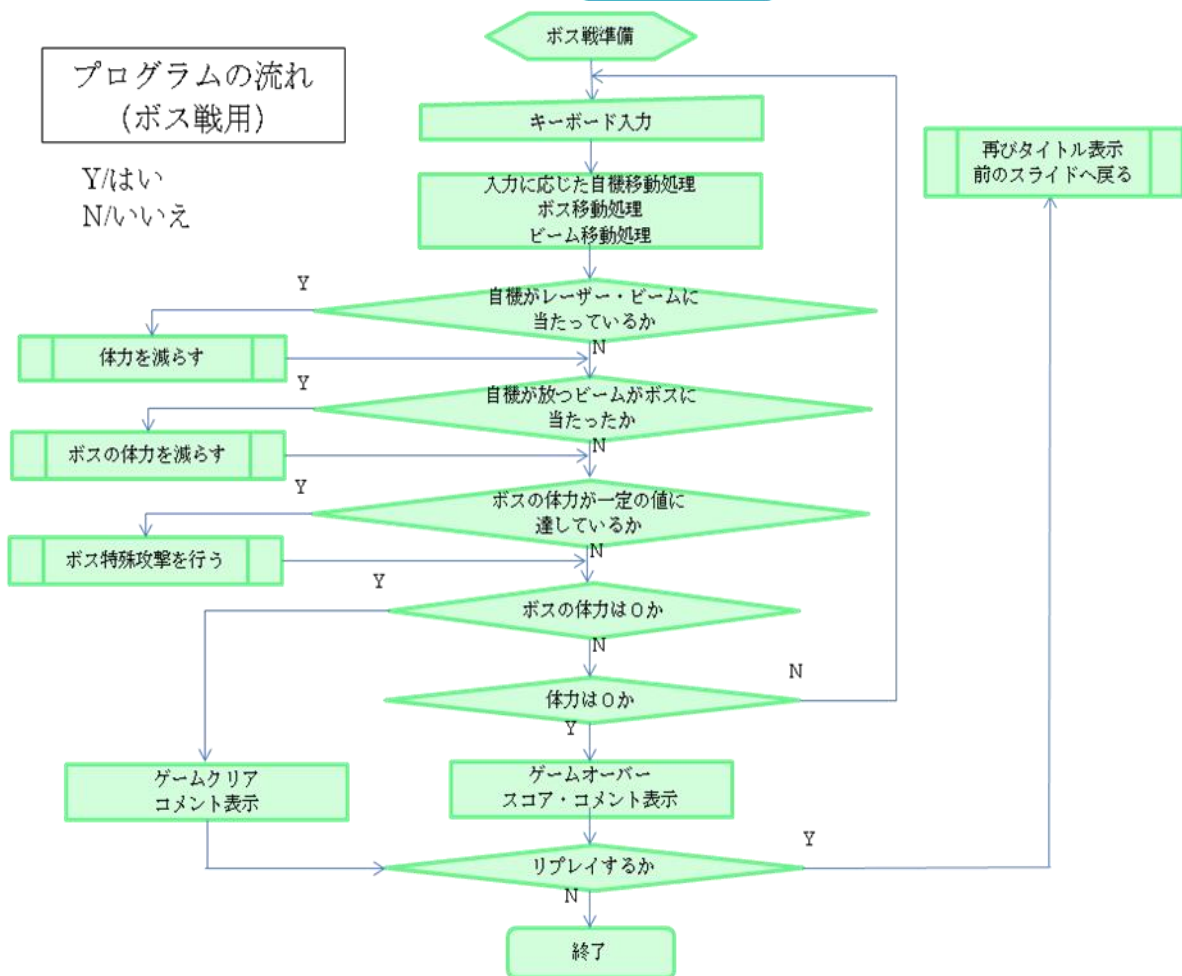 ボス戦準備
プログラムの流れ
(ボス戦用)
Y/はい
N/いいえ
キーボード入力
再びタイトル表示
前のスライドへ戻る
入力に応じた自機移動処理
ボス移動処理
ビーム移動処理
Y
自機がレーザー・ビームに
当たっているか
N
体力を減らす
Y
自機が放つビームがボスに
当たったか
N
ボスの体力を減らす
Y
ボスの体力が一定の値に
達しているか
N
ボス特殊攻撃を行う
Y
ボスの体力は0か
N
体力は0か
N
Y
ゲームクリア
コメント表示
ゲームオーバー
スコア・コメント表示
リプレイするか
Y
N
終了